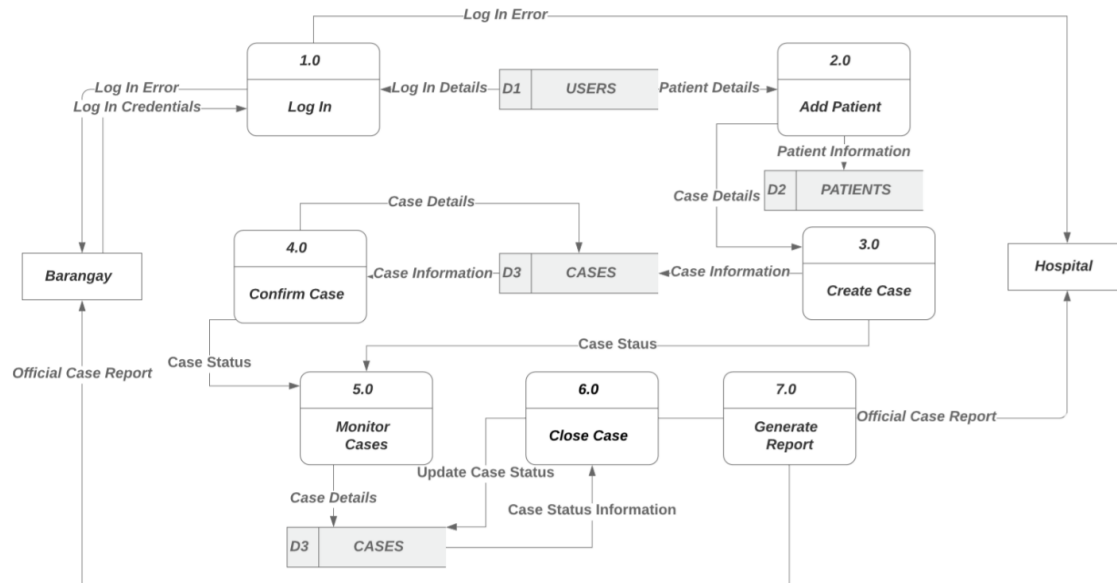 Log In Error
1.0
Log In
2.0
Add Patient
Log In Error
Log In Credentials
Log In Details
D1
USERS
Patient Details
Patient Information
D2
PATIENTS
Case Details
Case Details
4.0
Confirm Case
3.0
Create Case
Barangay
Hospital
Case Information
D3
CASES
Case Information
Case Status
Case Staus
Official Case Report
5.0
Monitor
Cases
6.0
Close Case
7.0
Generate
Report
Official Case Report
Update Case Status
Case Details
Case Status Information
D3
CASES